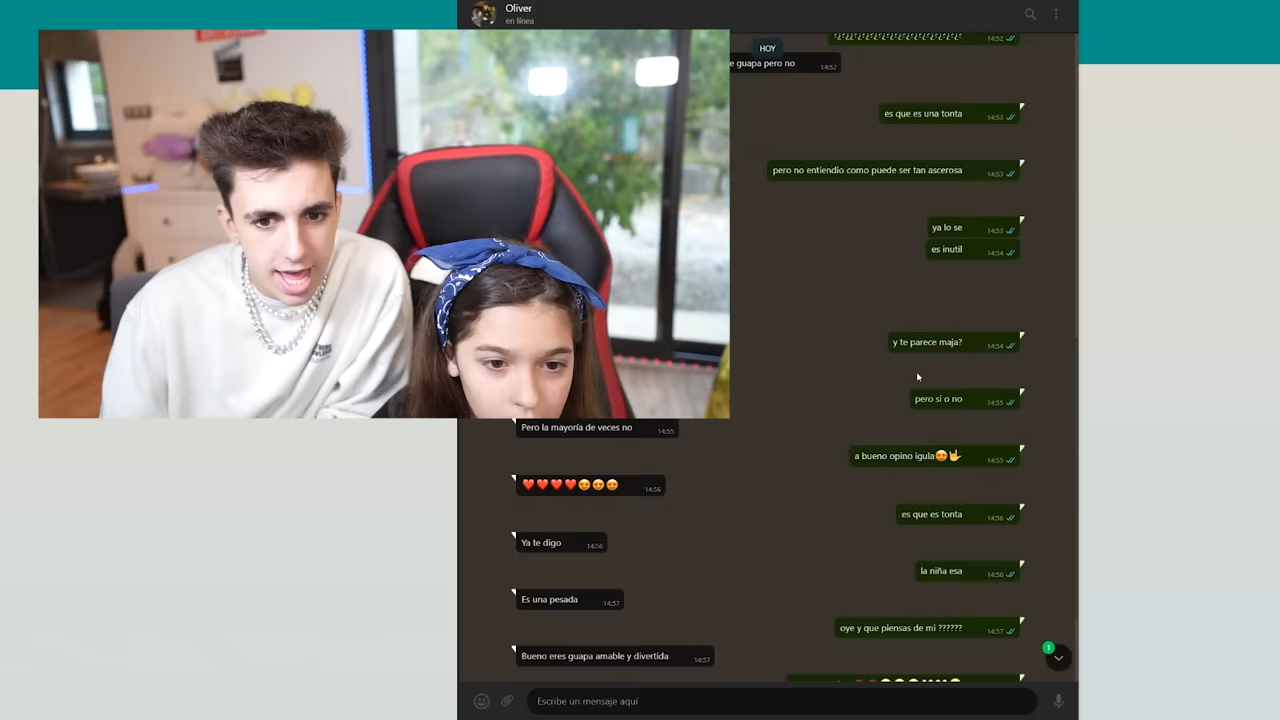 Oliver
en línea
¿?¿?¿?¿?¿?¿?¿?¿?¿?¿?¿?¿? 14:52
HOY
e guapa pero no 14:52
es que es una tonta 14:53
pero no entiendio como puede ser tan ascerosa 14:53
ya lo se 14:53
es inutil 14:54
y te parece maja? 14:54
pero si o no 14:55
Pero la mayoría de veces no 14:55
a bueno opino igula😍🤟 14:55
❤️❤️❤️❤️😍😍😍 14:56
es que es tonta 14:56
Ya te digo 14:56
la niña esa 14:56
Es una pesada 14:57
oye y que piensas de mi ?????? 14:57
1
Bueno eres guapa amable y divertida 14:57
Escribe un mensaje aquí